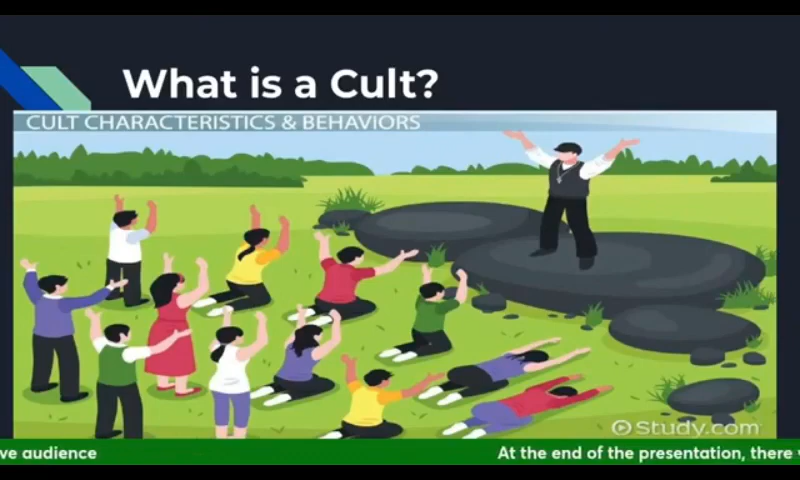 What is a Cult?
CULT CHARACTERISTICS & BEHAVIORS
Study.com
ve audience
At the end of the presentation, there